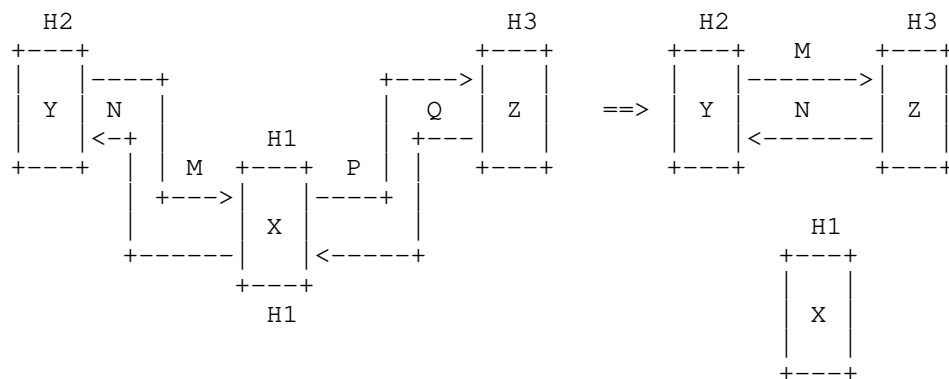 H2                           H3          H2           H3
+---+                        +---+       +---+        +---+
|   |----+             +---->|   |       |   |   M    |   |
|   |    |             |     |   |       |   |------->|   |
| Y | N  |             |  Q  | Z |  ==>  | Y |   N    | Z |
|   |<-+ |     H1      | +---|   |       |   |<-------|   |
+---+  | | M +---+  P  | |   +---+       +---+        +---+
       | +-->|   |-----+ |
       |     | X |       |                       H1
       +-----|   |<------+                     +---+
             +---+                             |   |
              H1                               | X |
                                               |   |
                                               +---+